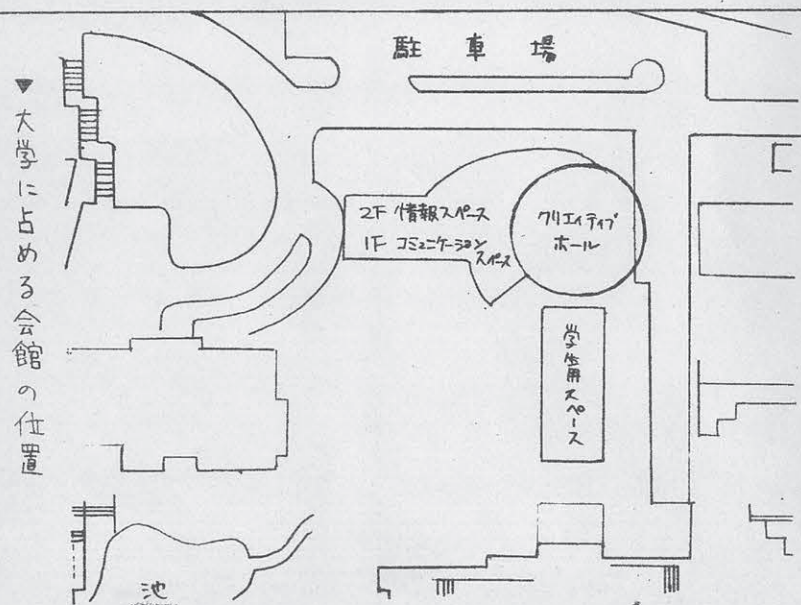 ▼大学に占める会館の位置
駐車場
2F 情報スペース
1F コミュニケーション
スペース
クリエイティブ
ホール
学生用スペース
池